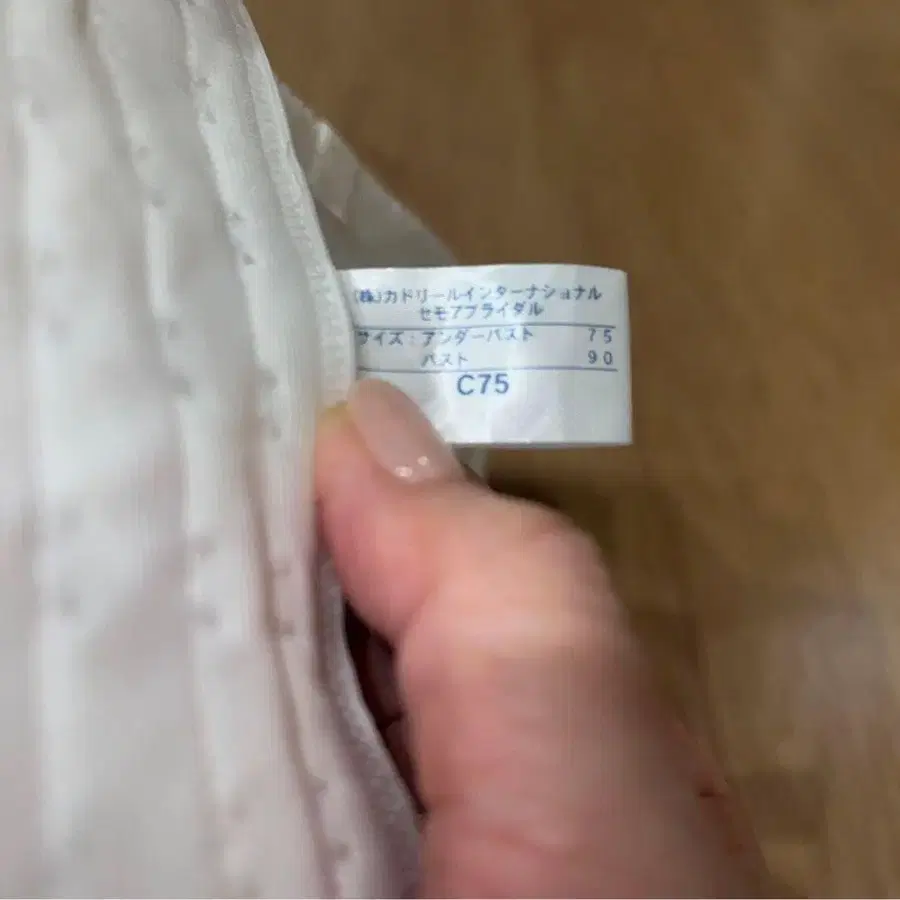 (株)カドリールインターナショナル
セモアブライダル
サイズ:アンダーバスト 75
バスト 90
C75